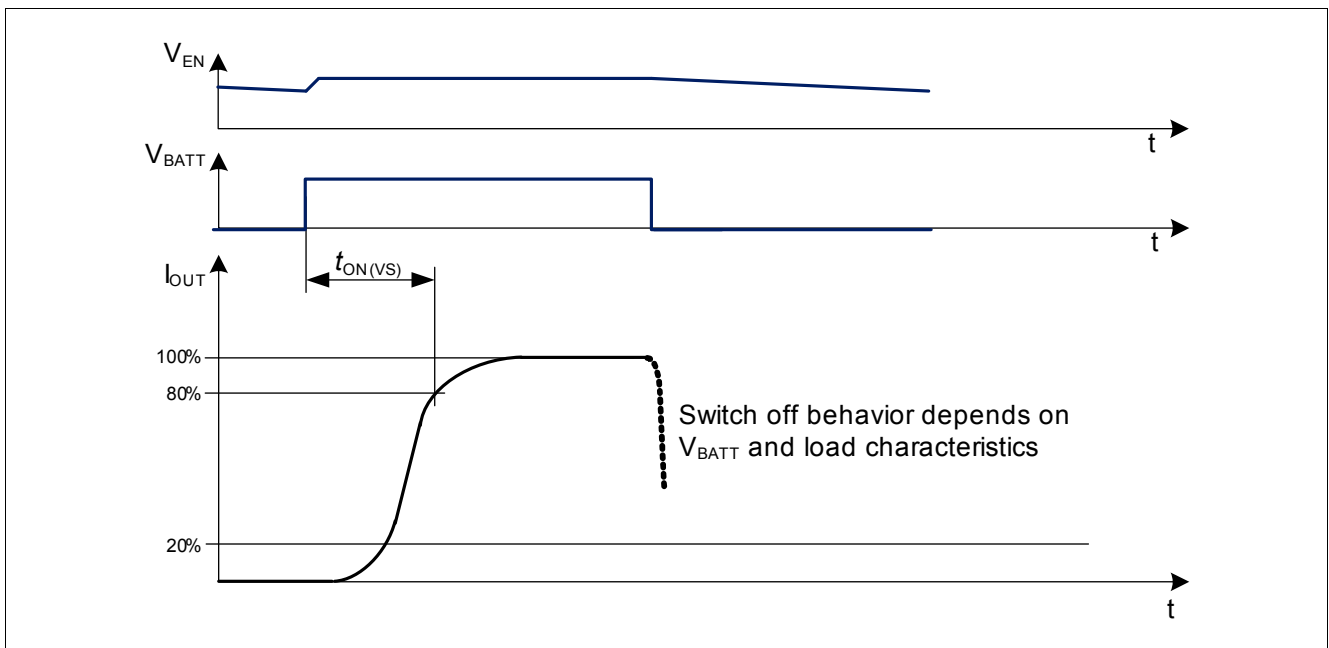 VEN
t
VBATT
t
tON(VS)
IOUT
100%
80%
Switch off behavior depends on
VBATT and load characteristics
20%
t